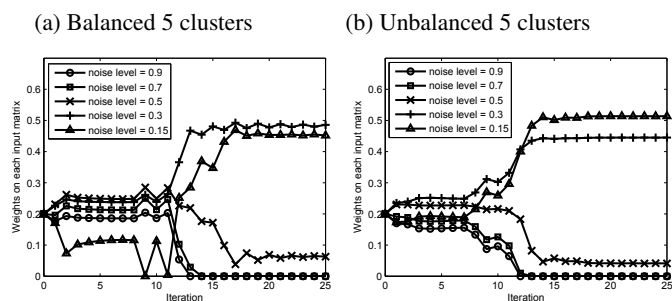 (a) Balanced 5 clusters
(b) Unbalanced 5 clusters
Weights on each input matrix
0.6
0.5
0.4
0.3
0.2
0.1
0
noise level = 0.9
noise level = 0.7
noise level = 0.5
noise level = 0.3
noise level = 0.15
0 5 10 15 20 25
Iteration
Weights on each input matrix
0.6
0.5
0.4
0.3
0.2
0.1
0
noise level = 0.9
noise level = 0.7
noise level = 0.5
noise level = 0.3
noise level = 0.15
0 5 10 15 20 25
Iteration